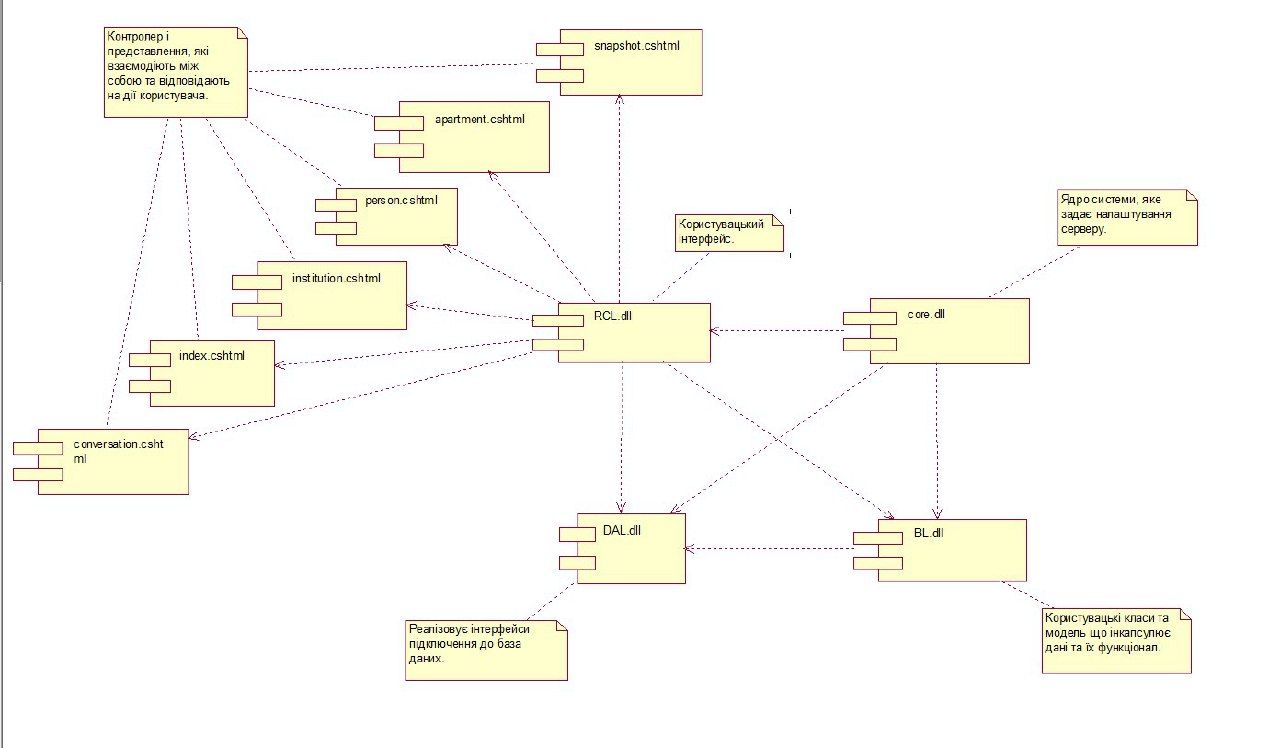 Контролер і
представлення, які
взаємодіють між
собою та відповідають
на дії користувача.
snapshot.cshtml
apartment.cshtml
person.cshtml
Користувацький
інтерфейс.
Ядро системи, яке
задає налаштування
серверу.
institution.cshtml
RCL.dll
core.dll
index.cshtml
conversation.csht
ml
DAL.dll
BL.dll
Реалізовує інтерфейси
підключення до база
даних.
Користувацькі класи та
модель що інкапсулює
дані та їх функціонал.